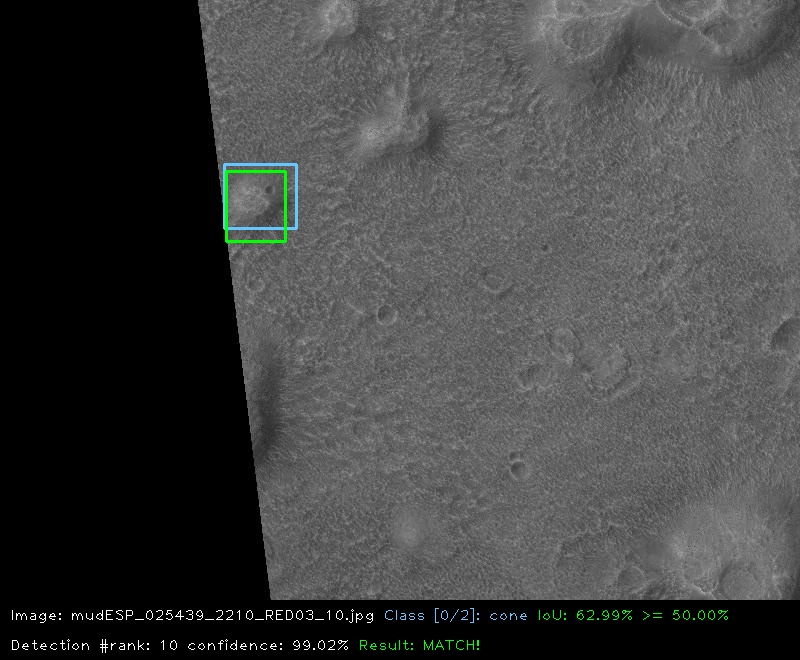 Image: mudESP_025439_2210_RED03_10.jpg Class [0/2]: cone IoU: 62.99% >= 50.00%
Detection #rank: 10 confidence: 99.02% Result: MATCH!